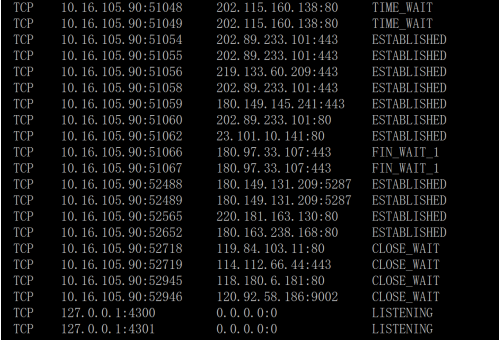 TCP 10.16.105.90:51048 202.115.160.138:80 TIME_WAIT
TCP 10.16.105.90:51049 202.115.160.138:80 TIME_WAIT
TCP 10.16.105.90:51054 202.89.233.101:443 ESTABLISHED
TCP 10.16.105.90:51055 202.89.233.101:443 ESTABLISHED
TCP 10.16.105.90:51056 219.133.60.209:443 ESTABLISHED
TCP 10.16.105.90:51058 202.89.233.101:443 ESTABLISHED
TCP 10.16.105.90:51059 180.149.145.241:443 ESTABLISHED
TCP 10.16.105.90:51060 202.89.233.101:80 ESTABLISHED
TCP 10.16.105.90:51062 23.101.10.141:80 ESTABLISHED
TCP 10.16.105.90:51066 180.97.33.107:443 FIN_WAIT_1
TCP 10.16.105.90:51067 180.97.33.107:443 FIN_WAIT_1
TCP 10.16.105.90:52488 180.149.131.209:5287 ESTABLISHED
TCP 10.16.105.90:52489 180.149.131.209:5287 ESTABLISHED
TCP 10.16.105.90:52565 220.181.163.130:80 ESTABLISHED
TCP 10.16.105.90:52652 180.163.238.168:80 ESTABLISHED
TCP 10.16.105.90:52718 119.84.103.11:80 CLOSE_WAIT
TCP 10.16.105.90:52719 114.112.66.44:443 CLOSE_WAIT
TCP 10.16.105.90:52945 118.180.6.181:80 CLOSE_WAIT
TCP 10.16.105.90:52946 120.92.58.186:9002 CLOSE_WAIT
TCP 127.0.0.1:4300 0.0.0.0:0 LISTENING
TCP 127.0.0.1:4301 0.0.0.0:0 LISTENING